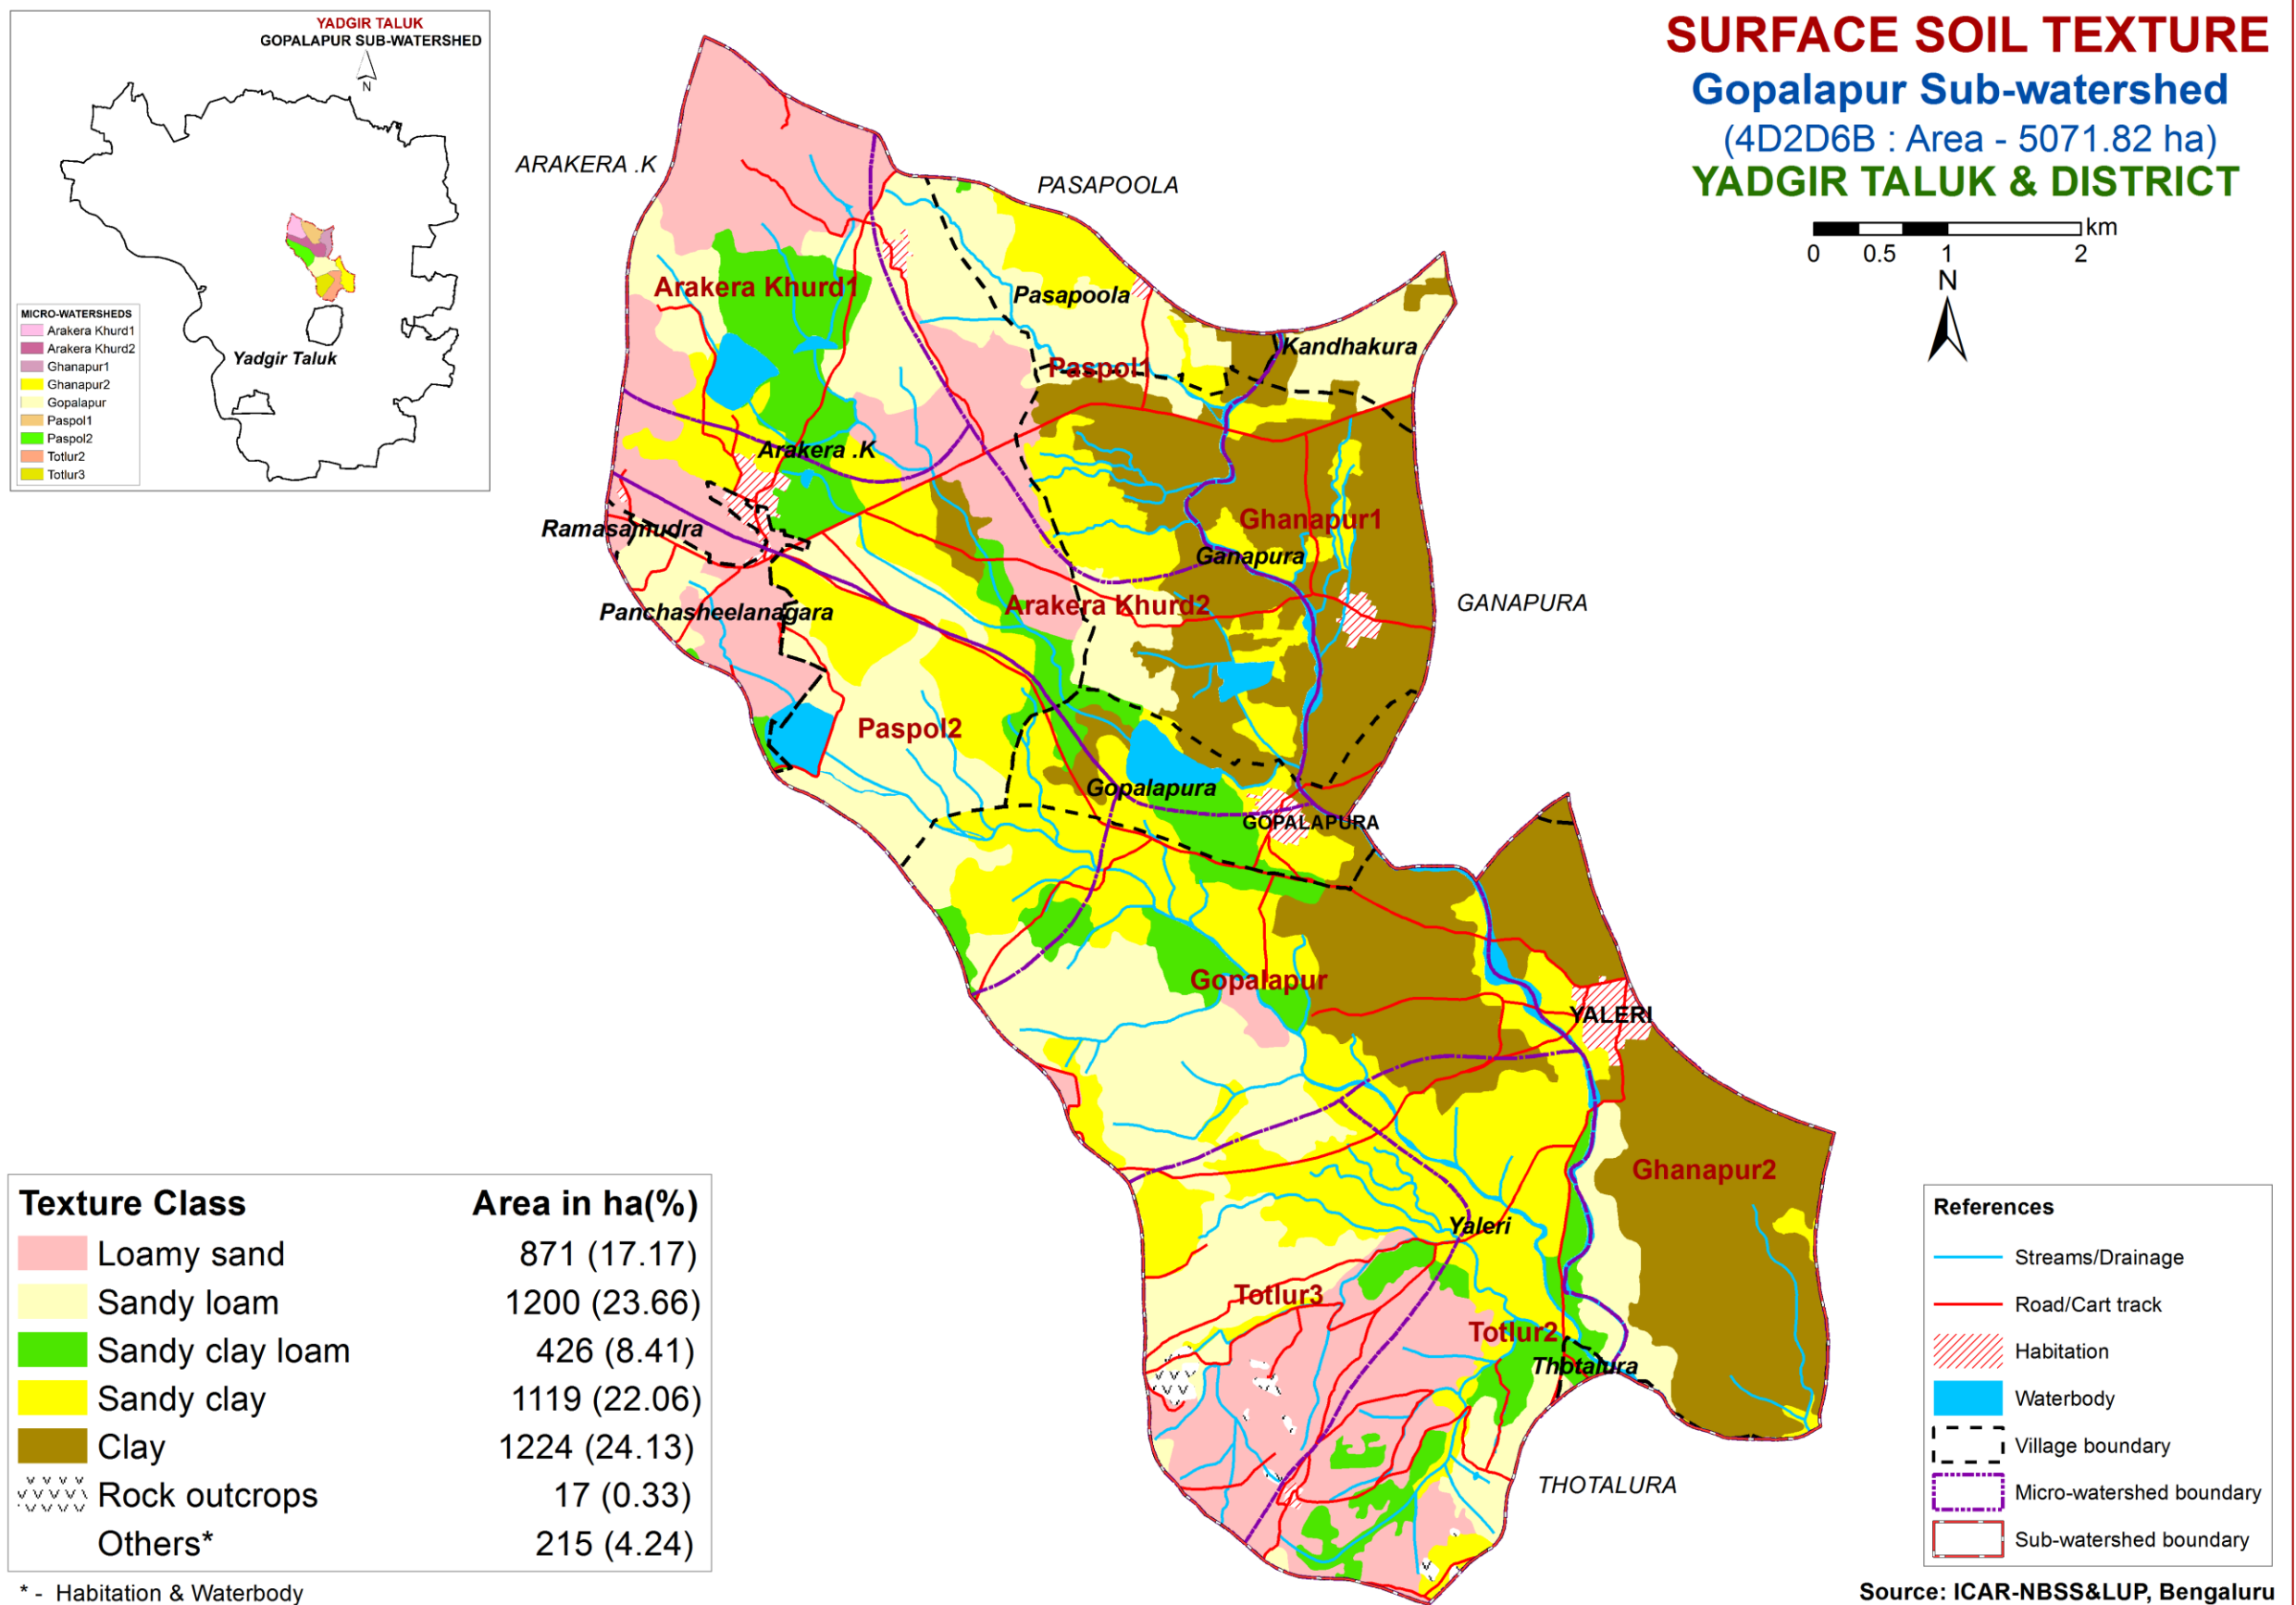 YADGIR TALUK
GOPALAPUR SUB-WATERSHED
N
Yadgir Taluk
MICRO-WATERSHEDS
Arakera Khurd1
Arakera Khurd2
Ghanapur1
Ghanapur2
Gopalapur
Paspol1
Paspol2
Totlur2
Totlur3
SURFACE SOIL TEXTURE
Gopalapur Sub-watershed
(4D2D6B : Area - 5071.82 ha)
YADGIR TALUK & DISTRICT
km
0 0.5 1 2
N
ARAKERA .K
PASAPOOLA
Arakera Khurd1
Pasapoola
Kandhakura
Paspol1
Arakera .K
Ghanapur1
Ramasamudra
Ganapura
Arakera Khurd2
GANAPURA
Panchasheelanagara
Paspol2
Gopalapura
GOPALAPURA
Gopalapur
YALERI
Ghanapur2
Yaleri
Totlur3
Totlur2
Thotalura
THOTALURA
Texture Class Area in ha(%)
Loamy sand 871 (17.17)
Sandy loam 1200 (23.66)
Sandy clay loam 426 (8.41)
Sandy clay 1119 (22.06)
Clay 1224 (24.13)
Rock outcrops 17 (0.33)
Others* 215 (4.24)
* - Habitation & Waterbody
References
Streams/Drainage
Road/Cart track
Habitation
Waterbody
Village boundary
Micro-watershed boundary
Sub-watershed boundary
Source: ICAR-NBSS&LUP, Bengaluru